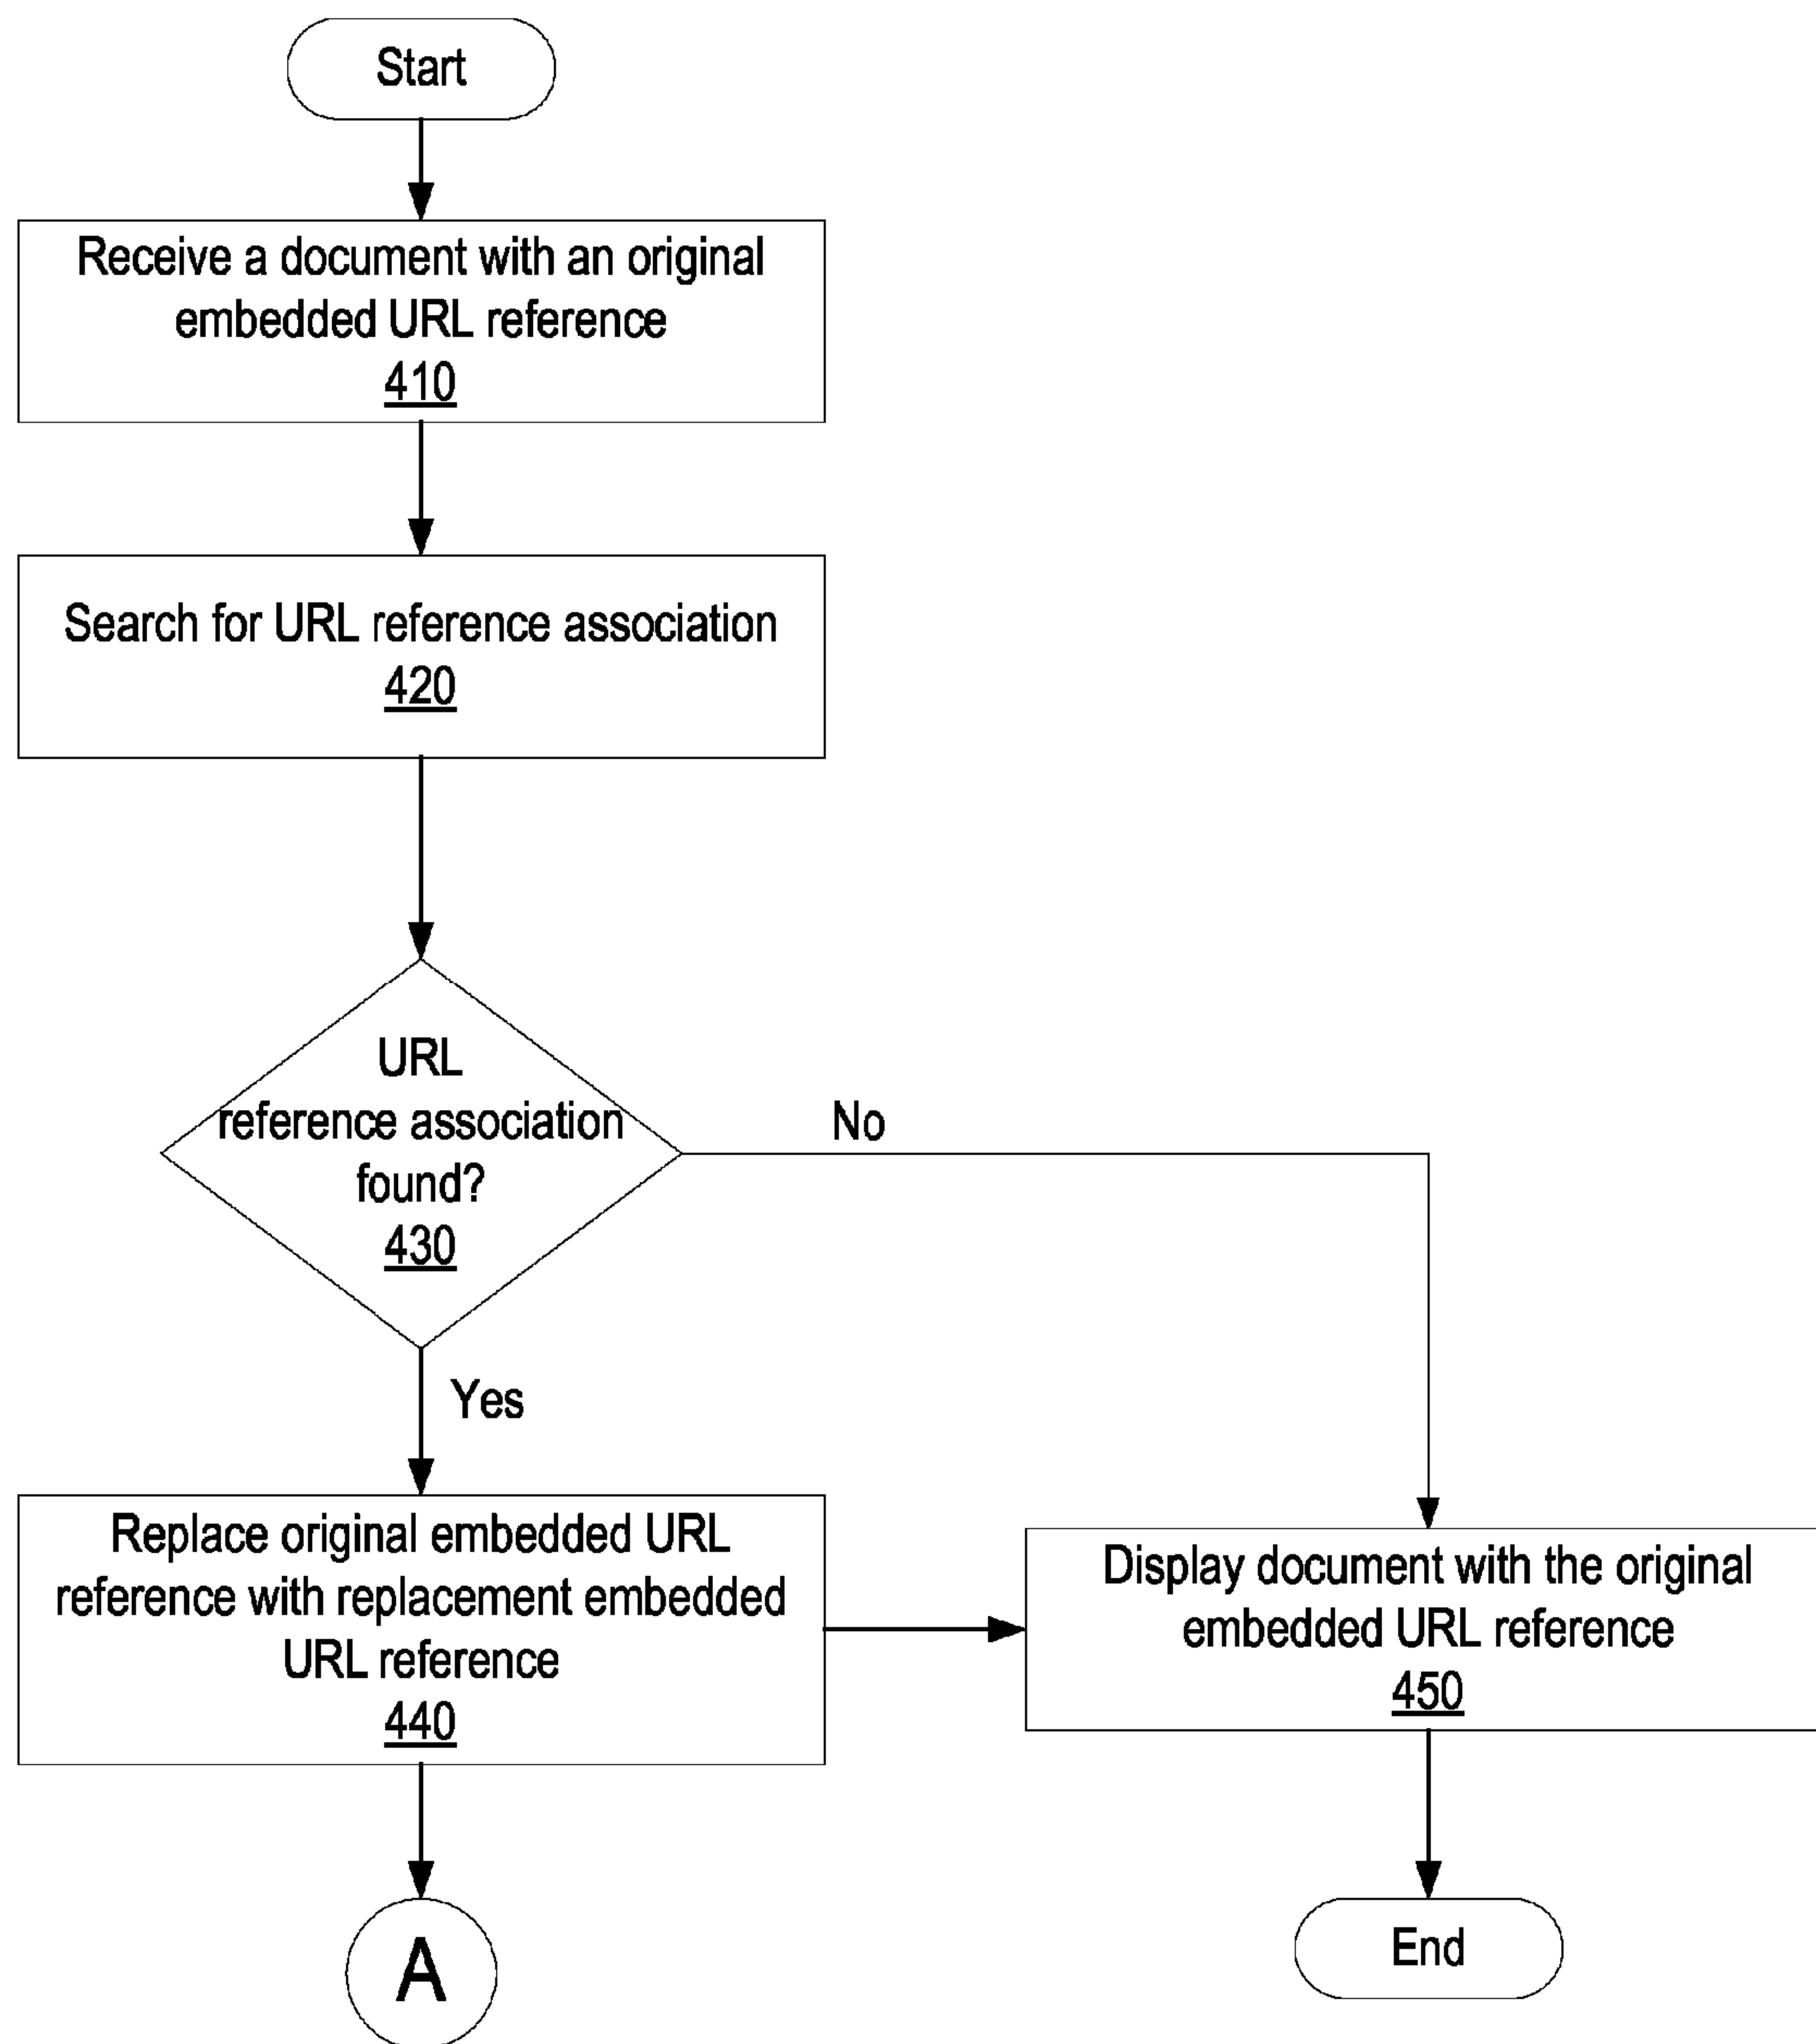 Start
Receive a document with an original
embedded URL reference
410
Search for URL reference association
420
URL
reference association
found?
430
No
Yes
Replace original embedded URL
reference with replacement embedded
URL reference
440
Display document with the original
embedded URL reference
450
A
End